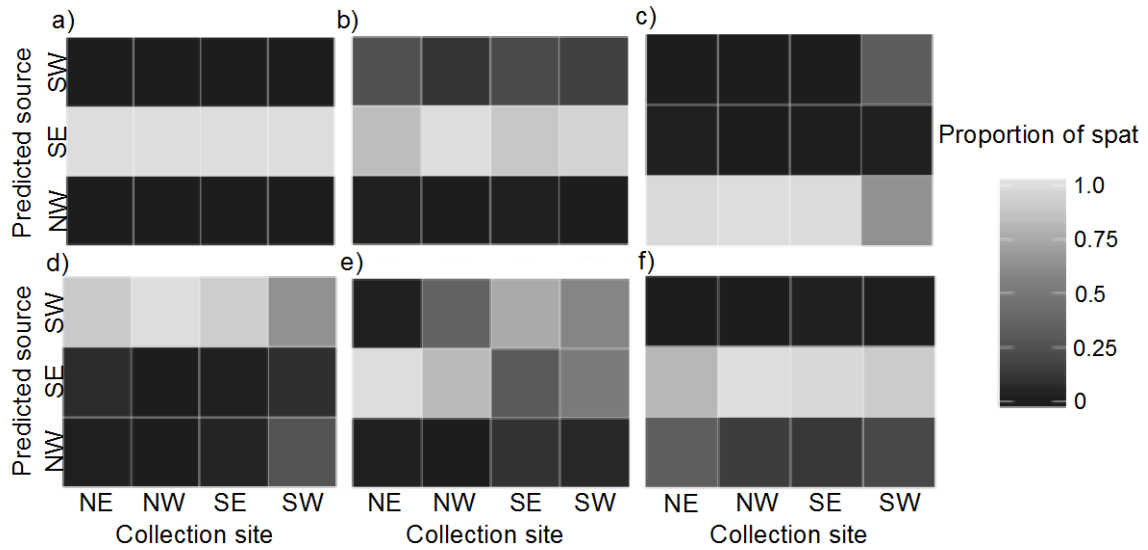 a)
b)
c)
Predicted source
SW
SE
NW
Proportion of spat
1.0
0.75
0.50
0.25
0
d)
e)
f)
Predicted source
SW
SE
NW
NE NW SE SW
NE NW SE SW
NE NW SE SW
Collection site
Collection site
Collection site